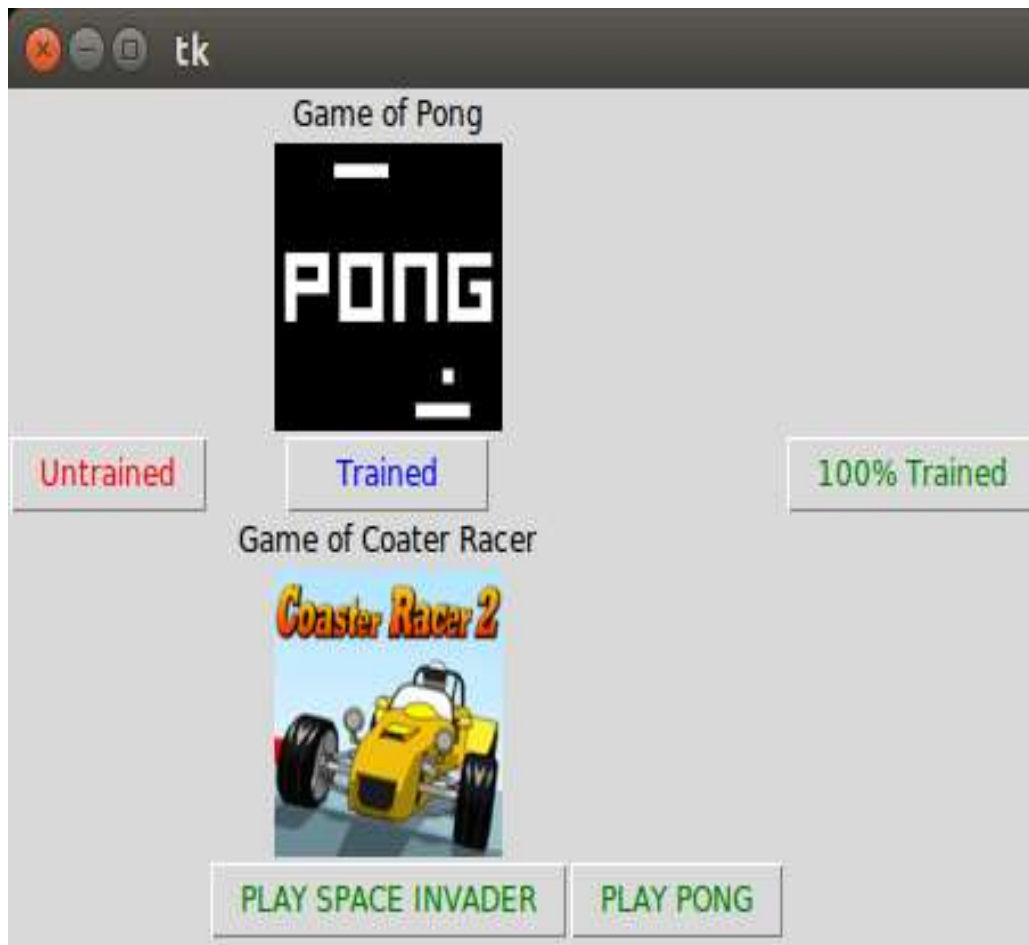 tk
Game of Pong
PONG
Untrained Trained 100% Trained
Game of Coater Racer
Coaster Racer 2
PLAY SPACE INVADER PLAY PONG